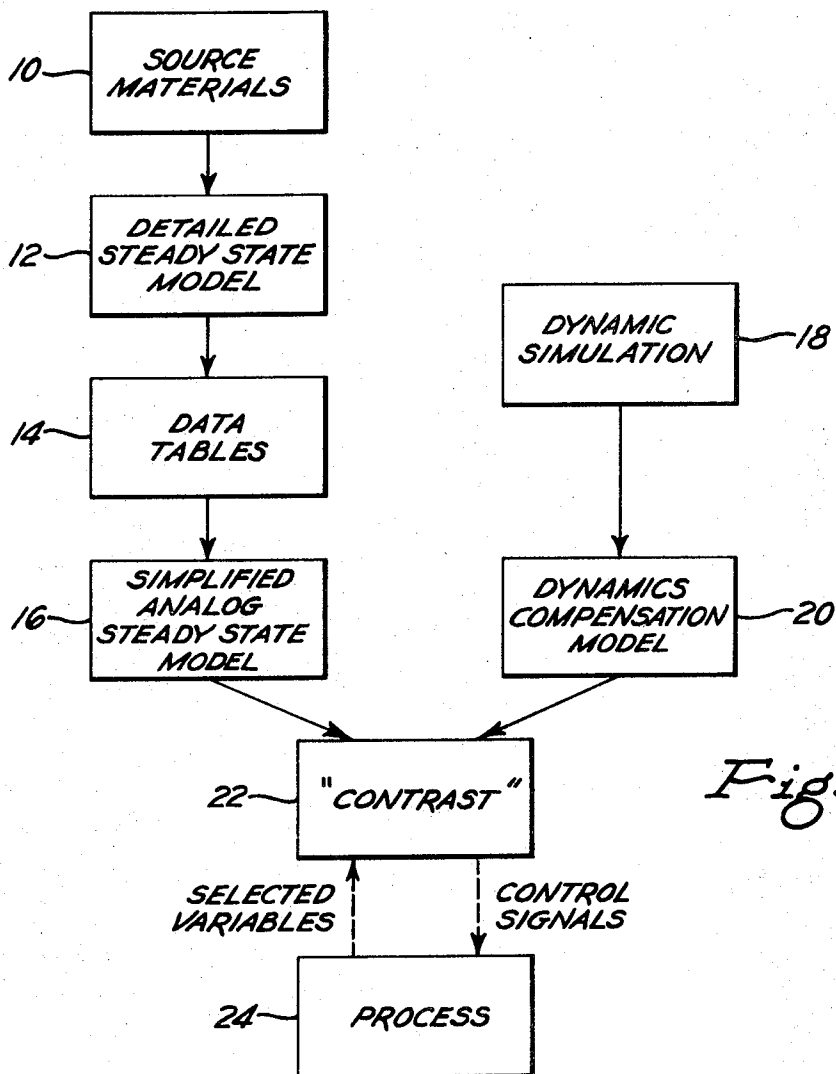 10
SOURCE
MATERIALS
12
DETAILED
STEADY STATE
MODEL
14
DATA
TABLES
16
SIMPLIFIED
ANALOG
STEADY STATE
MODEL
DYNAMIC
SIMULATION
18
DYNAMICS
COMPENSATION
MODEL
20
22
"CONTRAST"
Fig.
SELECTED
VARIABLES
CONTROL
SIGNALS
24
PROCESS